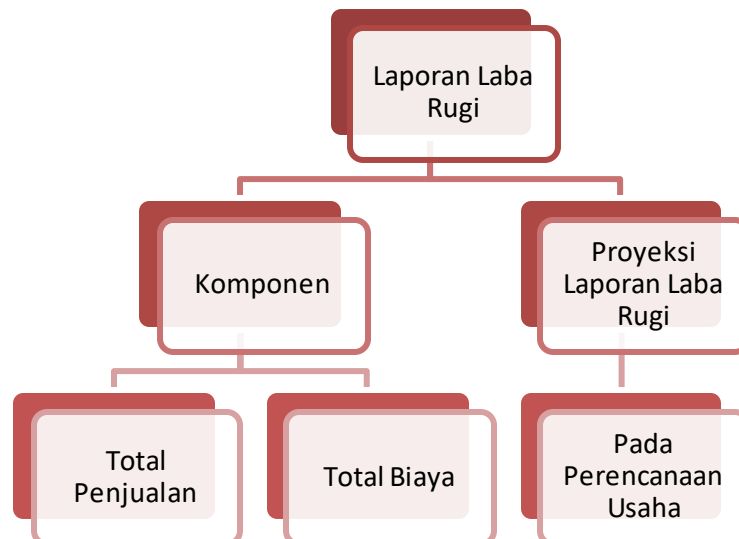 Laporan Laba
Rugi
Komponen
Proyeksi
Laporan Laba
Rugi
Total
Penjualan
Total Biaya
Pada
Perencanaan
Usaha